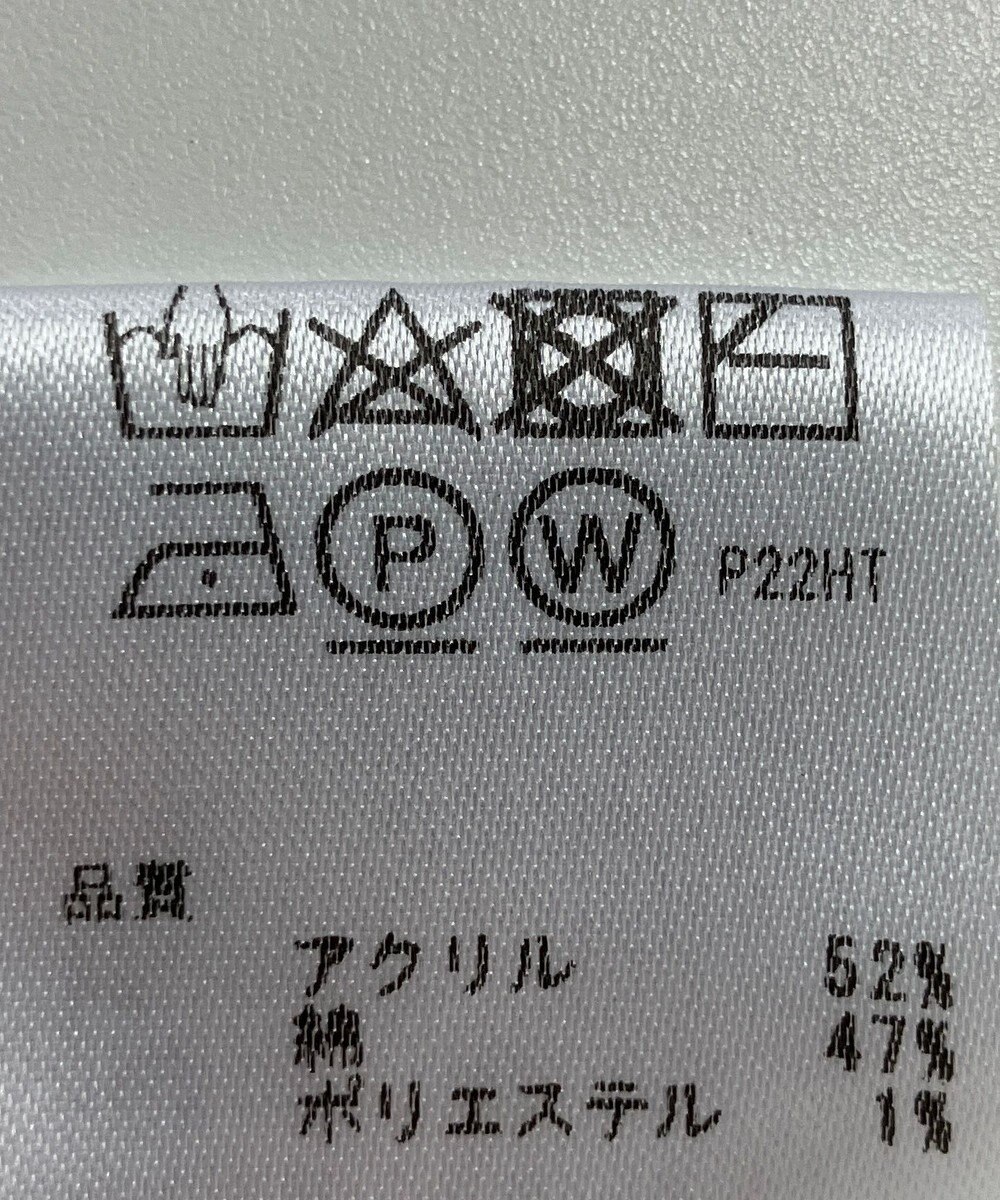 P W P22HT
品質
アクリル 52%
綿 47%
ポリエステル 1%